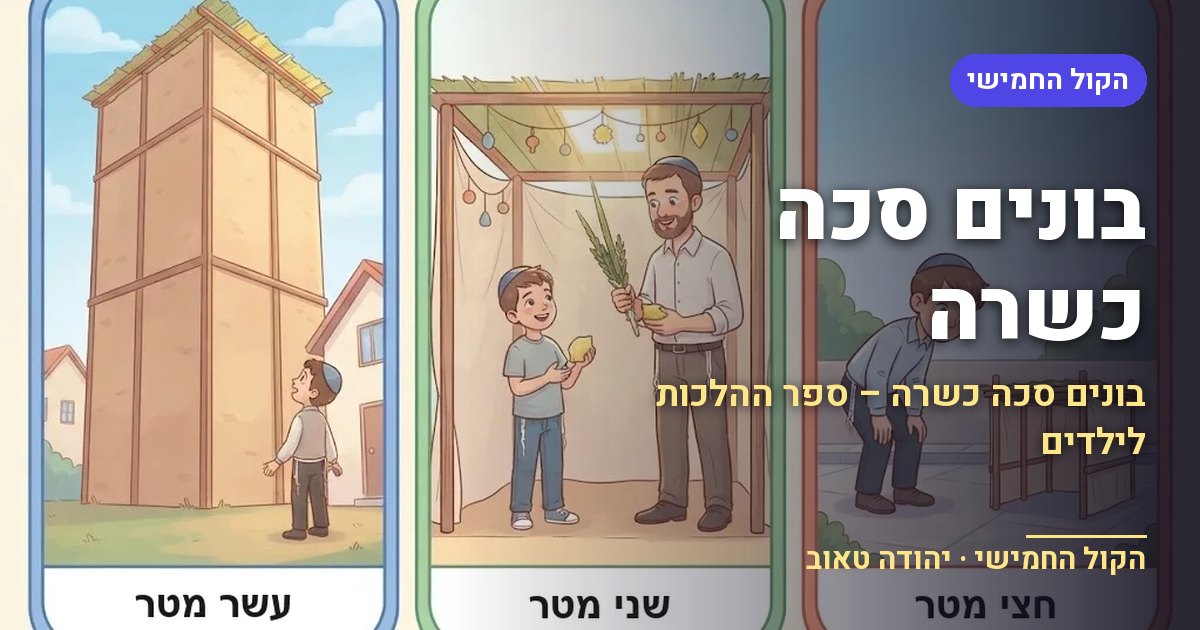 הקול החמישי
בונים סכה
כשרה
בונים סכה כשרה – ספר ההלכות
לילדים
הקול החמישי · יהודה טאוב
חצי מטר
שני מטר
עשר מטר